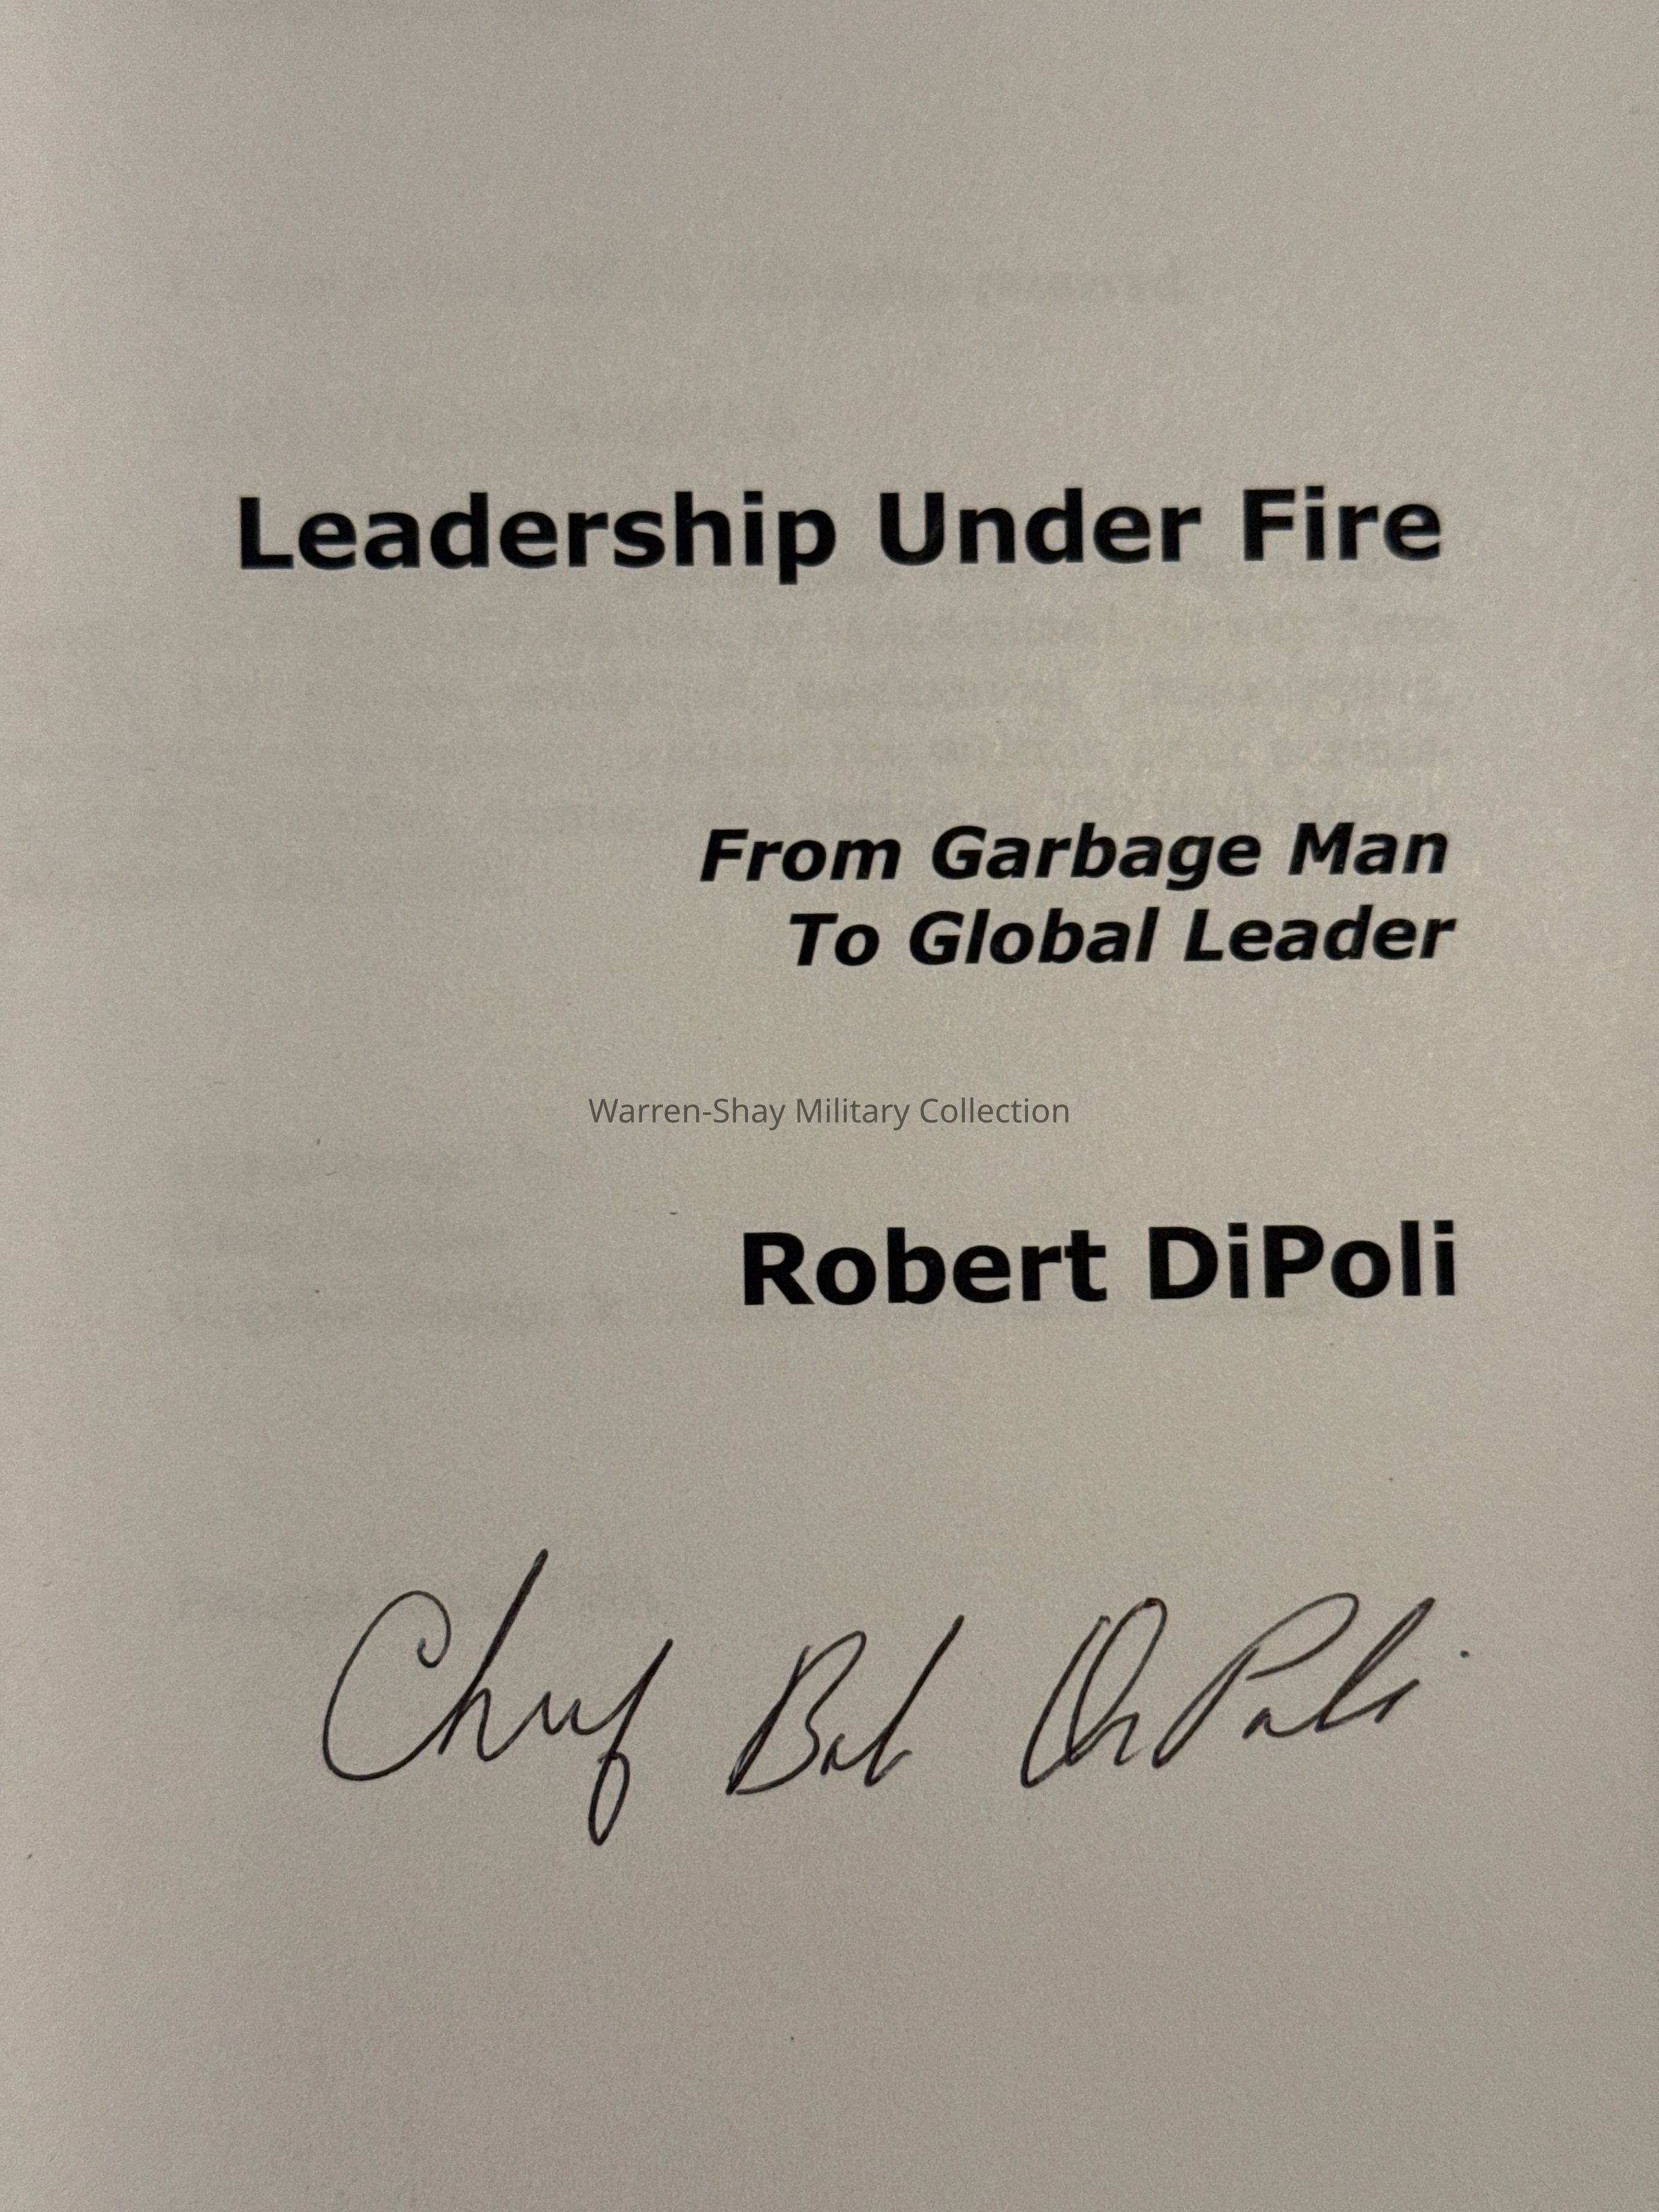 Leadership Under Fire
From Garbage Man
To Global Leader
Warren-Shay Military Collection
Robert DiPoli
Chief Bob DiPoli